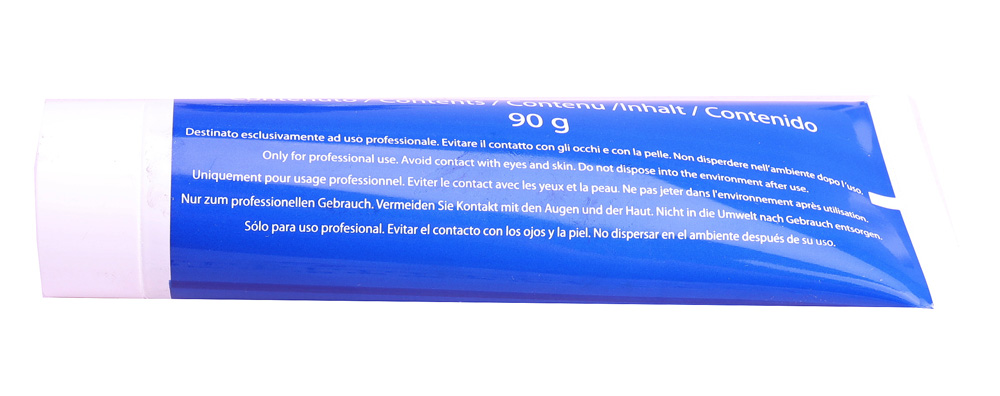 Contenuto / Contents / Contenu /Inhalt / Contenido
90 g
Destinato esclusivamente ad uso professionale. Evitare il contatto con gli occhi e con la pelle. Non disperdere nell'ambiente dopo l'uso.
Only for professional use. Avoid contact with eyes and skin. Do not dispose into the environment after use.
Uniquement pour usage professionnel. Eviter le contact avec les yeux et la peau. Ne pas jeter dans l'environnement après utilisation.
Nur zum professionellen Gebrauch. Vermeiden Sie Kontakt mit den Augen und der Haut. Nicht in die Umwelt nach Gebrauch entsorgen.
Sólo para uso profesional. Evitar el contacto con los ojos y la piel. No dispersar en el ambiente después de su uso.